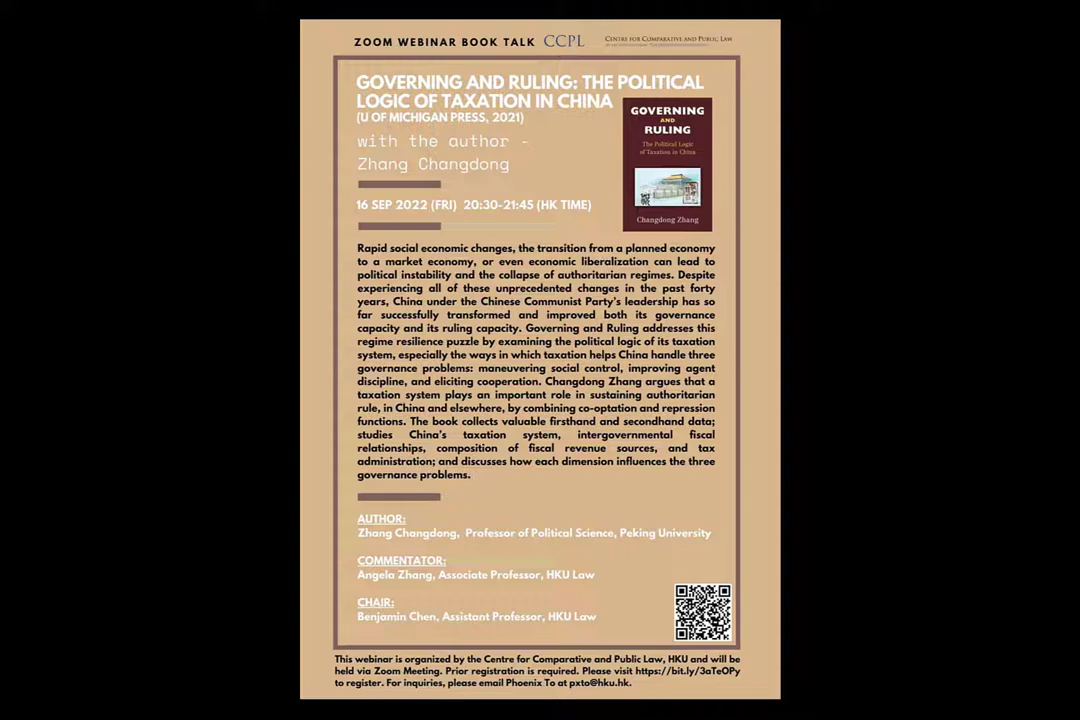 ZOOM WEBINAR BOOK TALK CCPL CENTRE FOR COMPARATIVE AND PUBLIC LAW
GOVERNING AND RULING: THE POLITICAL
LOGIC OF TAXATION IN CHINA
(U OF MICHIGAN PRESS, 2021)
with the author -
Zhang Changdong
16 SEP 2022 (FRI) 20:30-21:45 (HK TIME)
GOVERNING
AND
RULING
The Political Logic
of Taxation in China
Changdong Zhang
Rapid social economic changes, the transition from a planned economy
to a market economy, or even economic liberalization can lead to
political instability and the collapse of authoritarian regimes. Despite
experiencing all of these unprecedented changes in the past forty
years, China under the Chinese Communist Party's leadership has so
far successfully transformed and improved both its governance
capacity and its ruling capacity. Governing and Ruling addresses this
regime resilience puzzle by examining the political logic of its taxation
system, especially the ways in which taxation helps China handle three
governance problems: maneuvering social control, improving agent
discipline, and eliciting cooperation. Changdong Zhang argues that a
taxation system plays an important role in sustaining authoritarian
rule, in China and elsewhere, by combining co-optation and repression
functions. The book collects valuable firsthand and secondhand data;
studies China's taxation system, intergovernmental fiscal
relationships, composition of fiscal revenue sources, and tax
administration; and discusses how each dimension influences the three
governance problems.
AUTHOR:
Zhang Changdong, Professor of Political Science, Peking University
COMMENTATOR:
Angela Zhang, Associate Professor, HKU Law
CHAIR:
Benjamin Chen, Assistant Professor, HKU Law
This webinar is organized by the Centre for Comparative and Public Law, HKU and will be
held via Zoom Meeting. Prior registration is required. Please visit https://bit.ly/3aTeOPy
to register. For inquiries, please email Phoenix To at pxto@hku.hk.